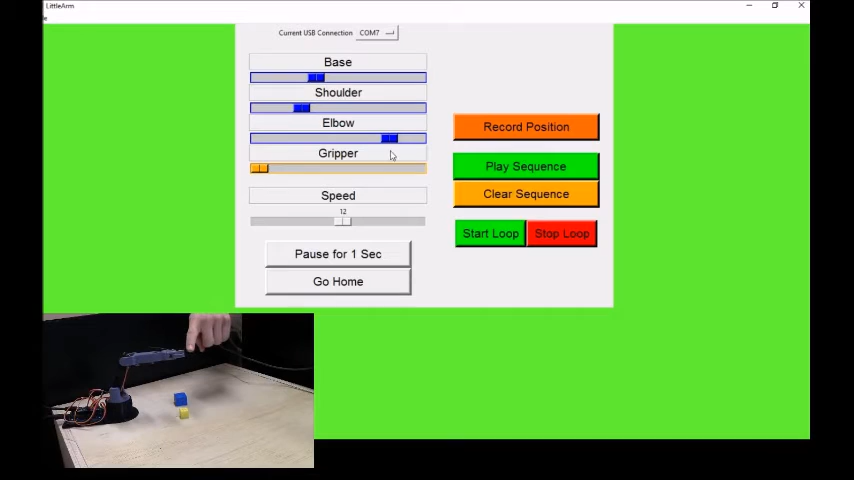 LittleArm
Current USB Connection COM7
Base
Shoulder
Elbow
Gripper
Speed
12
Pause for 1 Sec
Go Home
Record Position
Play Sequence
Clear Sequence
Start Loop Stop Loop